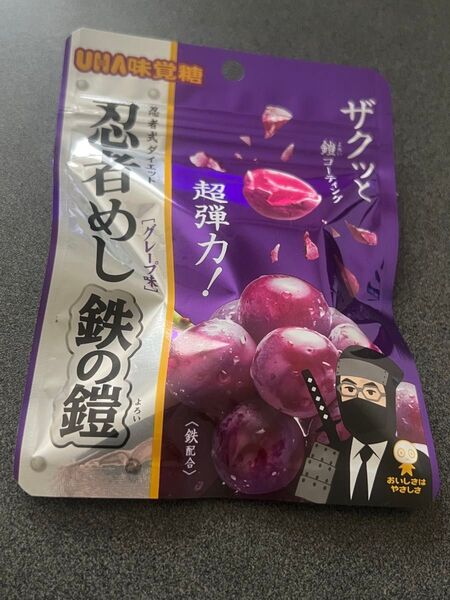 UHA味覚糖
忍者式ダイエット
忍者めし
[グレープ味]
鉄の鎧
よろい
ザクッと
鎧コーティング
よろい
超弾力!
〈鉄配合〉
おいしさは
やさしさ